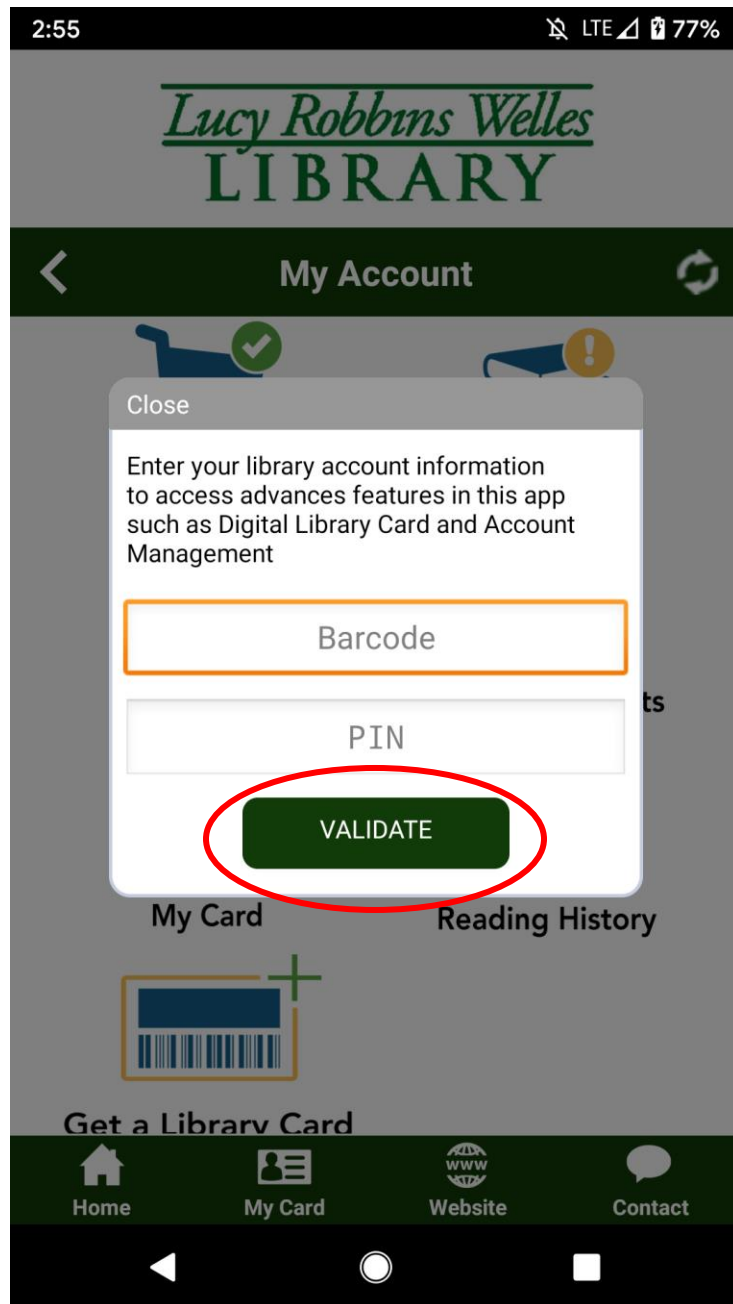 2:55 LTE 77%
Lucy Robbins Welles
LIBRARY
My Account
Close
Enter your library account information
to access advances features in this app
such as Digital Library Card and Account
Management
Barcode
ts
PIN
VALIDATE
My Card Reading History
Get a Library Card
WWW
Home My Card Website Contact